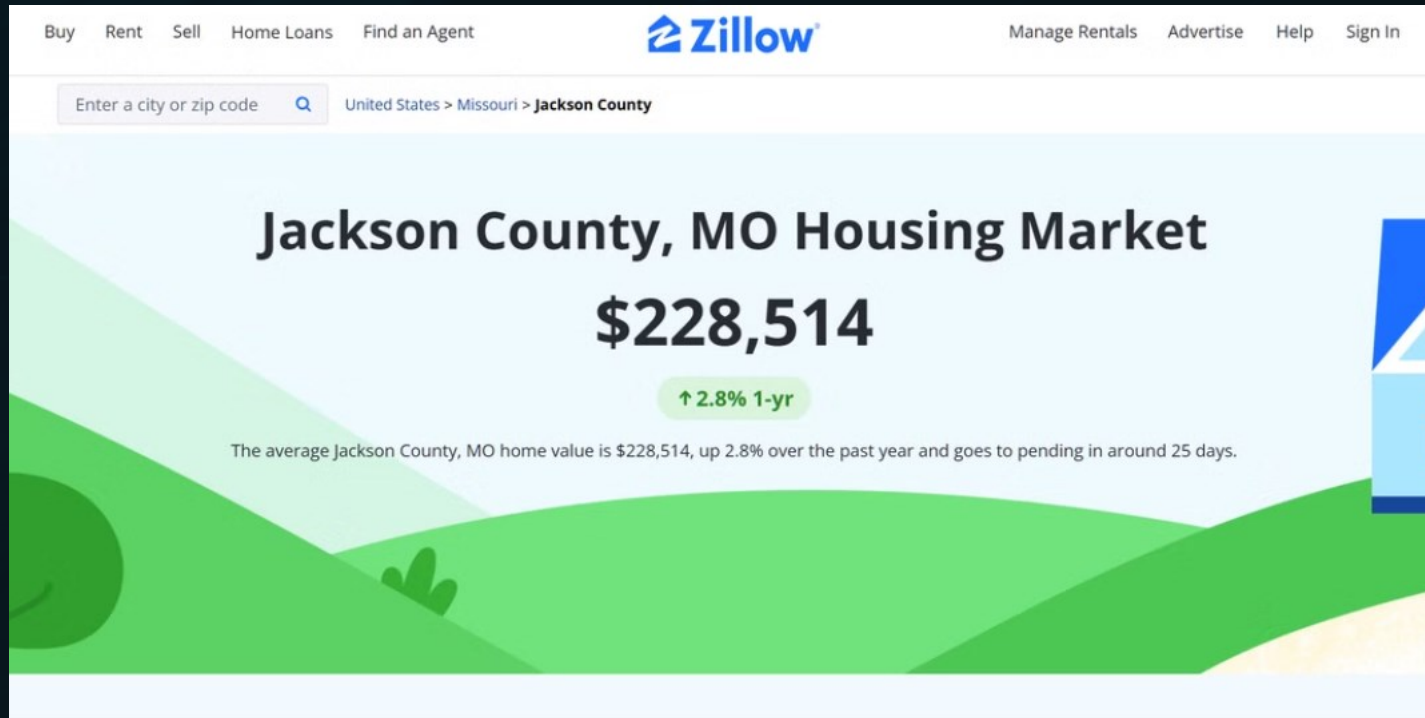 Buy Rent Sell Home Loans Find an Agent Zillow® Manage Rentals Advertise Help Sign In
Enter a city or zip code United States > Missouri > Jackson County
Jackson County, MO Housing Market
$228,514
↑ 2.8% 1-yr
The average Jackson County, MO home value is $228,514, up 2.8% over the past year and goes to pending in around 25 days.